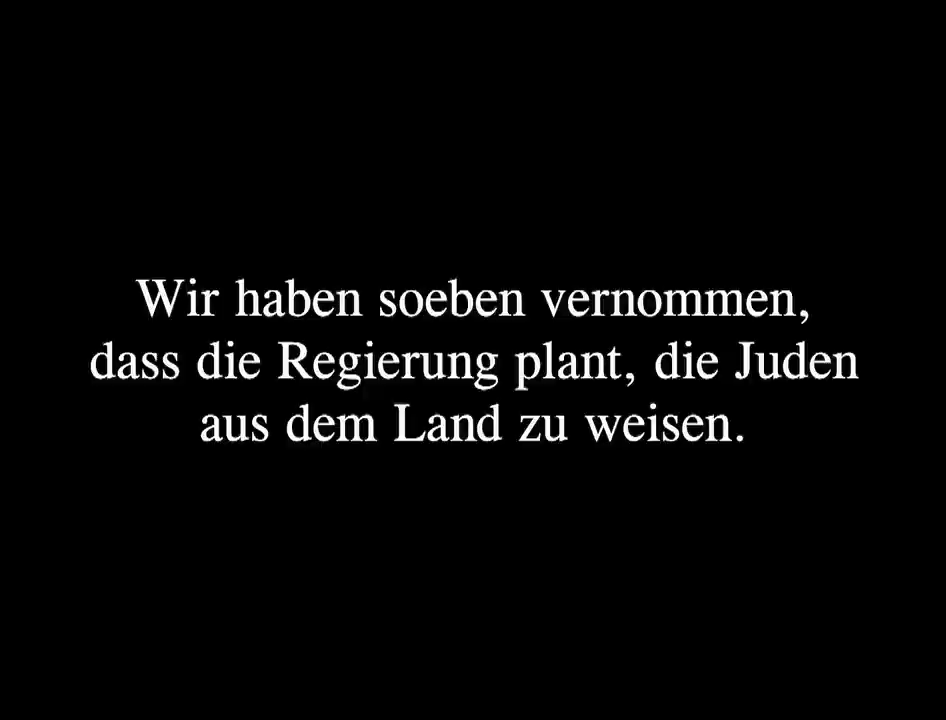 Wir haben soeben vernommen,
dass die Regierung plant, die Juden
aus dem Land zu weisen.